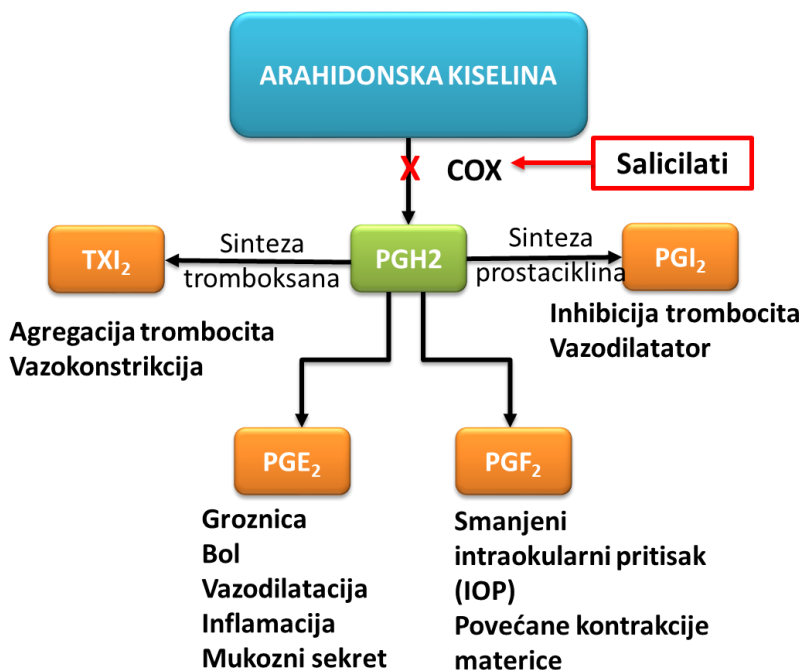 ARAHIDONSKA KISELINA
X
COX
Salicilati
TXI₂
Sinteza
tromboksana
PGH2
Sinteza
prostaciklina
PGI₂
Agregacija trombocita
Vazokonstrikcija
Inhibicija trombocita
Vazodilatator
PGE₂
PGF₂
Groznica
Bol
Vazodilatacija
Inflamacija
Mukozni sekret
Smanjeni
intraokularni pritisak
(IOP)
Povećane kontrakcije
materice